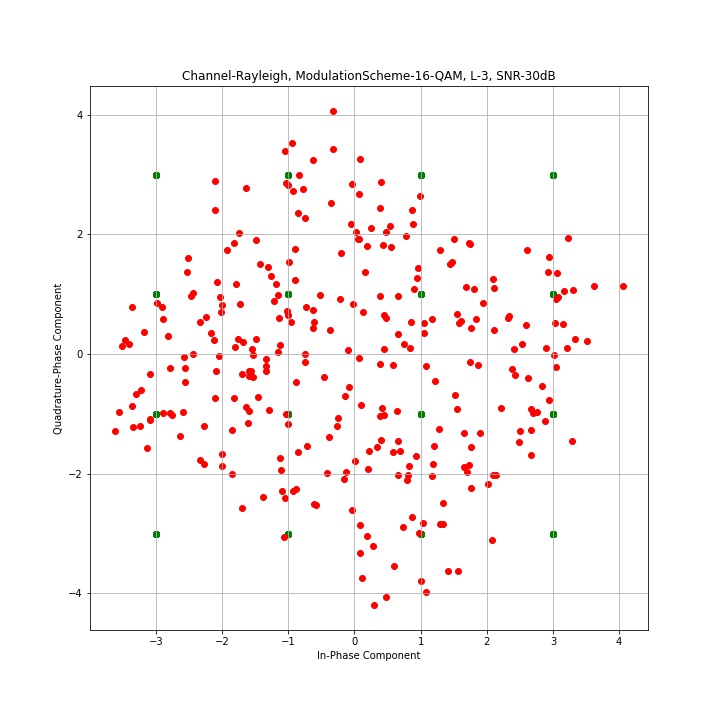 Channel-Rayleigh, ModulationScheme-16-QAM, L-3, SNR-30dB
4
2
0
−2
−4
Quadrature-Phase Component
−3 −2 −1 0 1 2 3 4
In-Phase Component